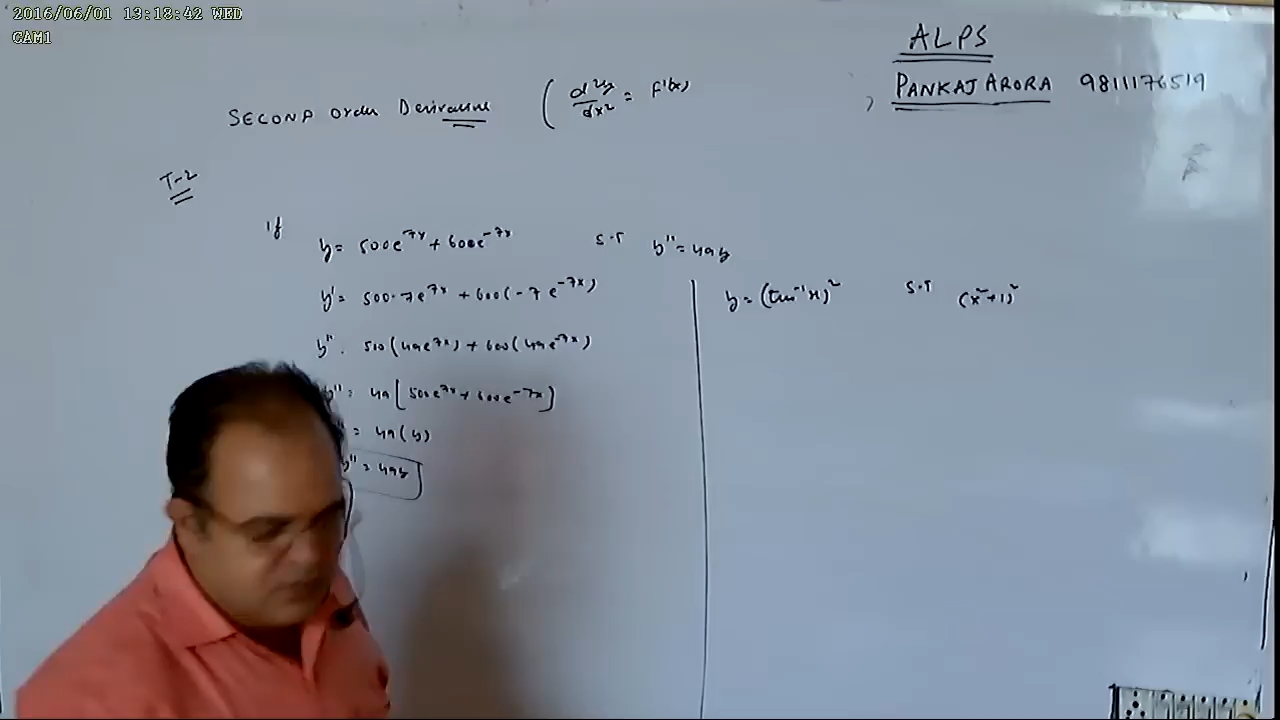 2016/06/01 13:18:42 WED
CAM1
ALPS
PANKAJ ARORA 9811176519
SECOND Order Derivative ( d²y/dx² = F''(x)
T-2
If
y = 500e^7x + 600e^-7x S.T y'' = 49y
y' = 500·7e^7x + 600(-7e^-7x)
y'' = 500(49e^7x) + 600(49e^-7x)
y'' = 49[500e^7x + 600e^-7x]
= 49(y)
y'' = 49y
y = (tan⁻¹x)² S.T (x²+1)²